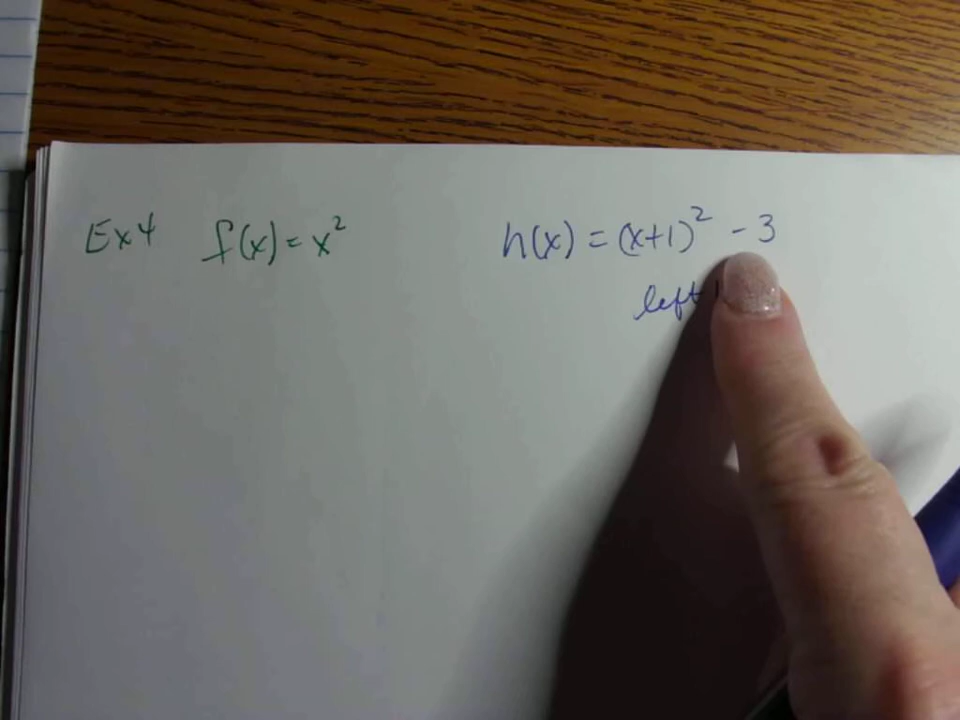 Ex4 f(x) = x² h(x) = (x+1)² - 3
left